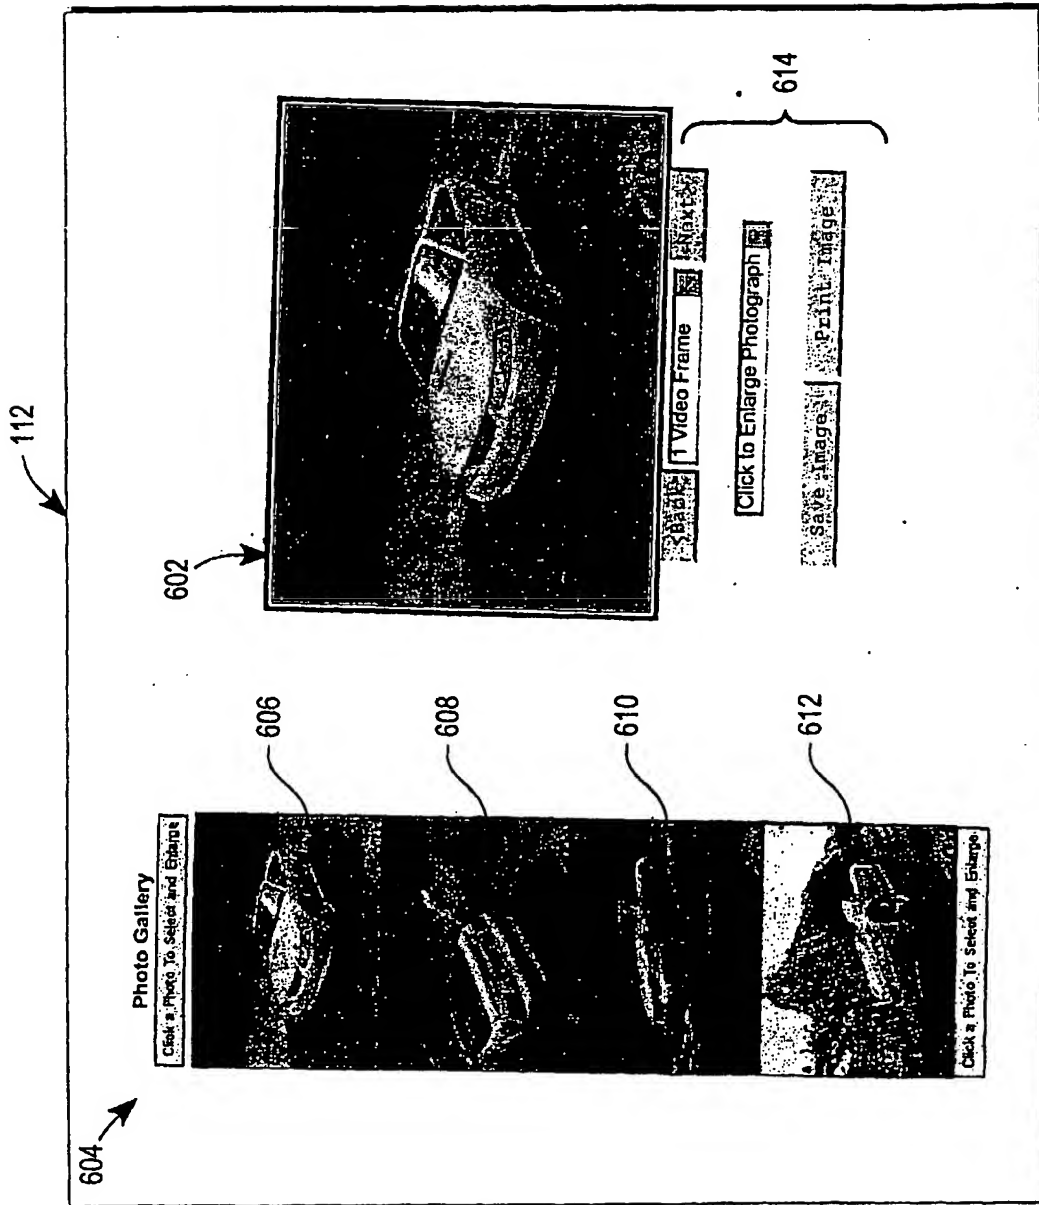 112
604
Photo Gallery
Click a Photo To Select and Enlarge
606
608
610
612
Click a Photo To Select and Enlarge
602
<Back
1 Video Frame
Next>
Click to Enlarge Photograph
Save Image
Print Image
614